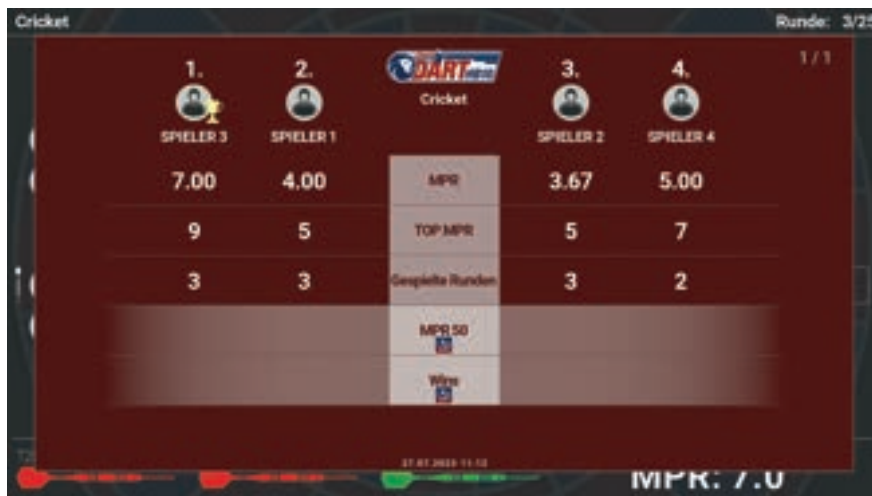 Cricket Runde: 3/25
1 / 1
1. 2. 3. 4.
DART
Cricket
SPIELER 3 SPIELER 1 SPIELER 2 SPIELER 4
7.00 4.00 MPR 3.67 5.00
9 5 TOP MPR 5 7
3 3 Gespielte Runden 3 2
MPR 50
Wins
MPR: 7.0